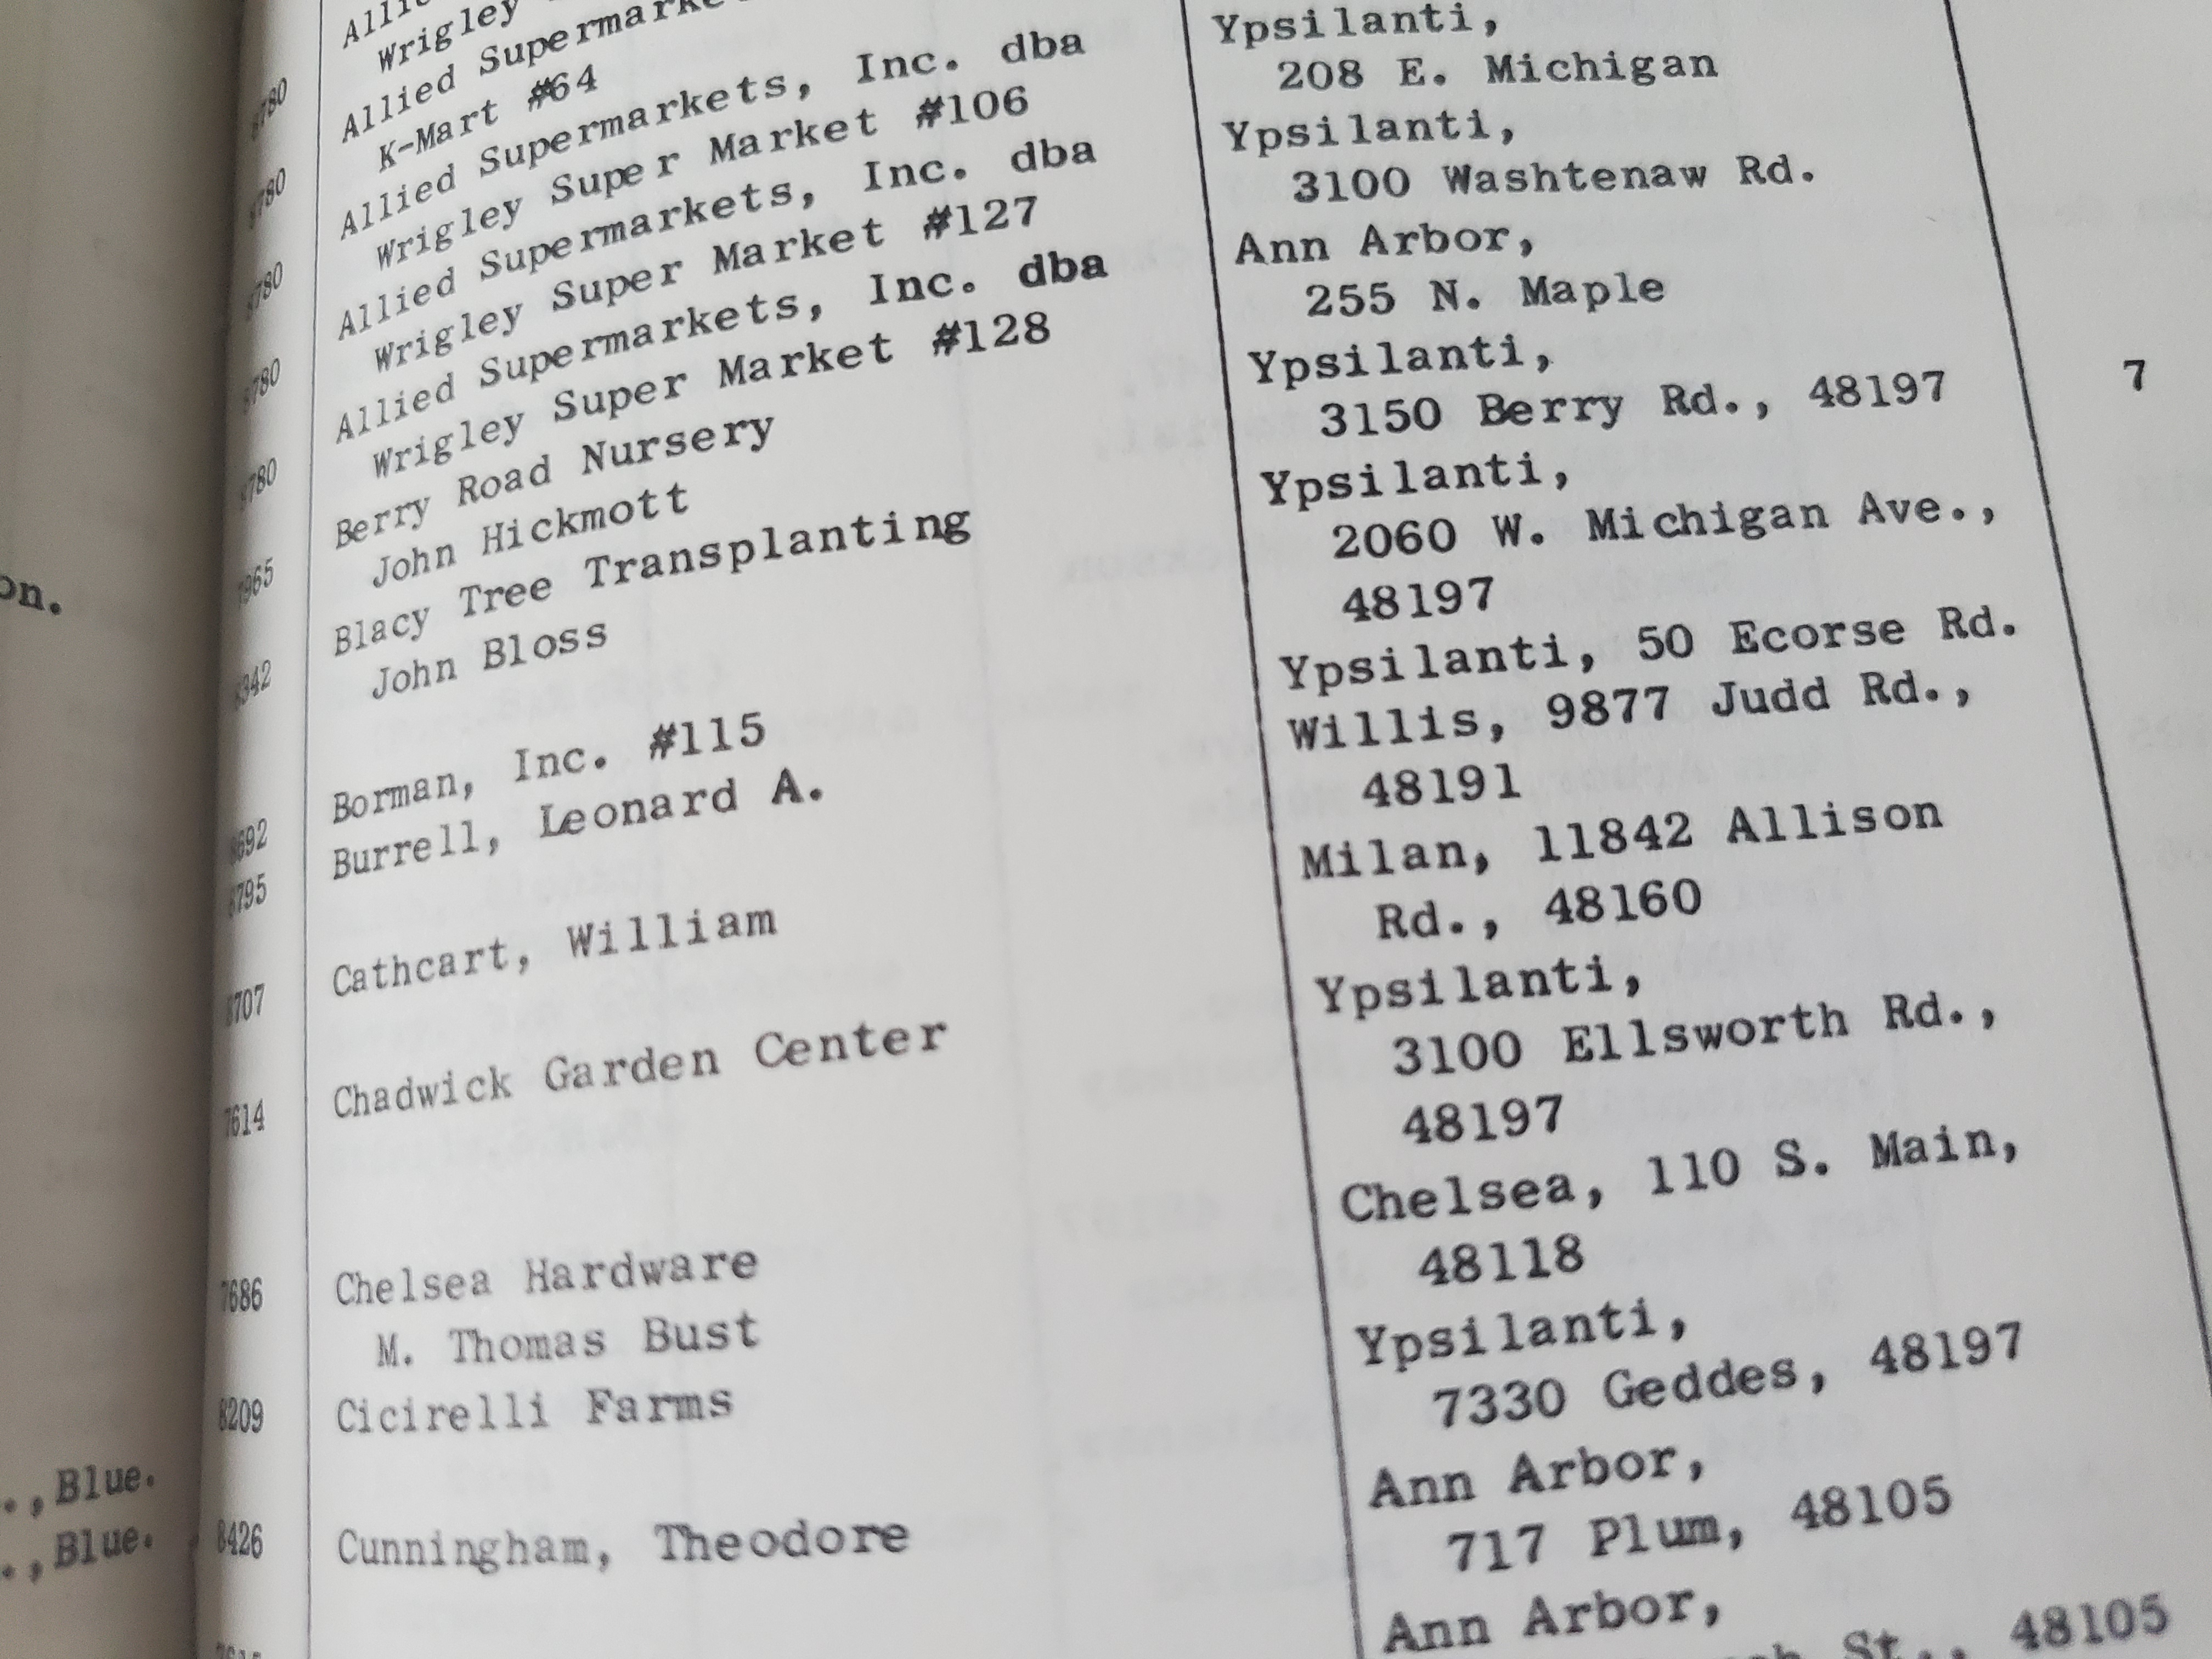 Wrigley
Allied
K-Mart #64
Allied Supermarkets, Inc. dba
Wrigley Super Market #106
Allied Supermarkets, Inc. dba
Wrigley Super Market #127
Allied Supermarkets, Inc. dba
Wrigley Super Market #128
Berry Road Nursery
John Hickmott
Blacy Tree Transplanting
John Bloss
Borman, Inc. #115
Burrell, Leonard A.
Cathcart, William
Chadwick Garden Center
7686 Chelsea Hardware
M. Thomas Bust
8209 Cicirelli Farms
8426 Cunningham, Theodore
Ypsilanti,
208 E. Michigan
Ypsilanti,
3100 Washtenaw Rd.
Ann Arbor,
255 N. Maple
Ypsilanti,
3150 Berry Rd., 48197 7
Ypsilanti,
2060 W. Michigan Ave.,
48197
Ypsilanti, 50 Ecorse Rd.
Willis, 9877 Judd Rd.,
48191
Milan, 11842 Allison
Rd., 48160
Ypsilanti,
3100 Ellsworth Rd.,
48197
Chelsea, 110 S. Main,
48118
Ypsilanti,
7330 Geddes, 48197
Ann Arbor,
717 Plum, 48105
Ann Arbor,
St., 48105
.,Blue.
.,Blue.